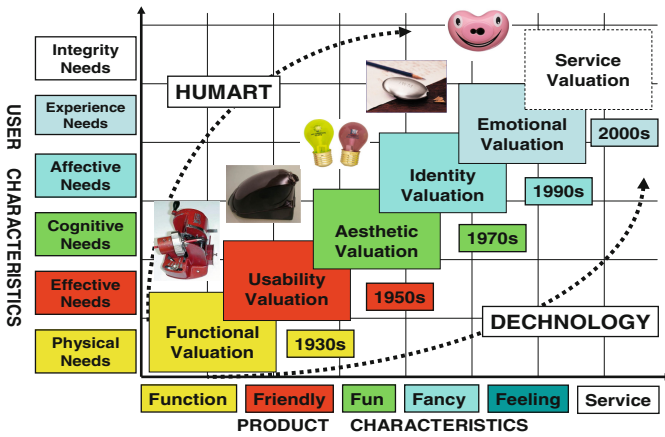 Integrity
Needs
Experience
Needs
Affective
Needs
Cognitive
Needs
Effective
Needs
Physical
Needs
USER CHARACTERISTICS
HUMART
DECHNOLOGY
Service
Valuation
Emotional
Valuation
2000s
Identity
Valuation
1990s
Aesthetic
Valuation
1970s
Usability
Valuation
1950s
Functional
Valuation
1930s
Function
Friendly
Fun
Fancy
Feeling
Service
PRODUCT CHARACTERISTICS